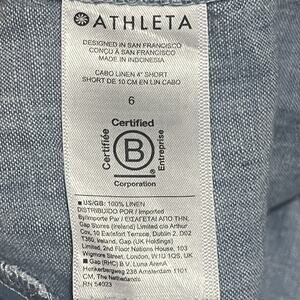 ATHLETA
DESIGNED IN SAN FRANCISCO
CONÇU À SAN FRANCISCO
MADE IN INDONESIA
CABO LINEN 4" SHORT
SHORT DE 10 CM EN LIN CABO
6
Certified
Certifiée
B
Entreprise
®
Corporation
■ US/GB: 100% LINEN
DISTRIBUIDO POR / Imported
By/Importé Par / ΕΙΣΑΓΕΤΑΙ ΑΠΟ ΤΗΝ
Gap Stores (Ireland) Limited c/o Arthur
Cox, 10 Earlsfort Terrace, Dublin 2, D02
T380, Ireland, Gap (UK Holdings)
Limited, 2nd Floor Nations House, 103
Wigmore Street, London, W1U 1QS, UK
■ Gap (RHC) B.V. Luna ArenA
Herikerbergweg 238 Amsterdam 1101
CM, The Netherlands
RN 54023